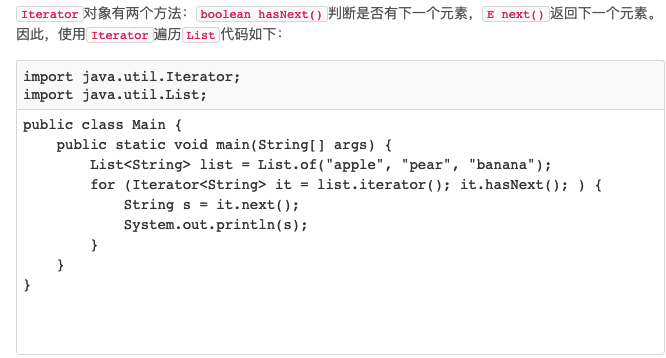 Iterator对象有两个方法：boolean hasNext()判断是否有下一个元素，E next()返回下一个元素。
因此，使用Iterator遍历List代码如下：
import java.util.Iterator;
import java.util.List;
public class Main {
    public static void main(String[] args) {
        List<String> list = List.of("apple", "pear", "banana");
        for (Iterator<String> it = list.iterator(); it.hasNext(); ) {
            String s = it.next();
            System.out.println(s);
        }
    }
}